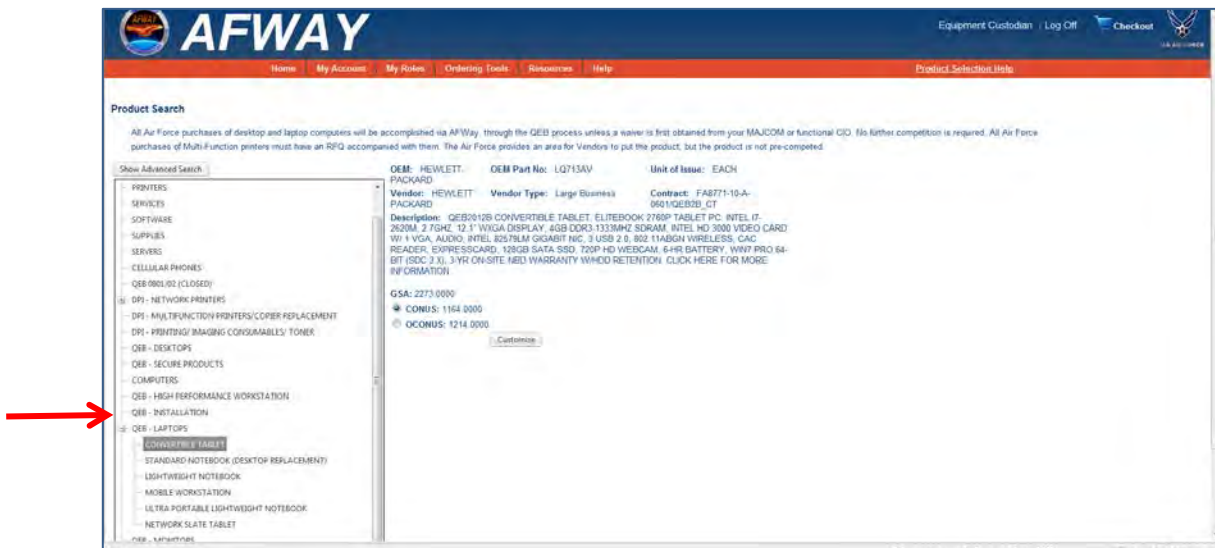 AFWAY
Equipment Custodian | Log Off Checkout
Home My Account My Roles Ordering Tools Resources Help Product Selection Help
Product Search
All Air Force purchases of desktop and laptop computers will be accomplished via AFWay, through the QEB process unless a waiver is first obtained from your MAJCOM or functional CIO. No further competition is required. All Air Force
purchases of Multi-Function printers must have an RFQ accompanied with them. The Air Force provides an area for Vendors to put the product, but the product is not pre-competed.
Show Advanced Search
PRINTERS
SERVICES
SOFTWARE
SUPPLIES
SERVERS
CELLULAR PHONES
QEB 0801/02 (CLOSED)
DPI - NETWORK PRINTERS
DPI - MULTIFUNCTION PRINTERS/COPIER REPLACEMENT
DPI - PRINTING/ IMAGING CONSUMABLES/ TONER
QEB - DESKTOPS
QEB - SECURE PRODUCTS
COMPUTERS
QEB - HIGH PERFORMANCE WORKSTATION
QEB - INSTALLATION
QEB - LAPTOPS
CONVERTIBLE TABLET
STANDARD NOTEBOOK (DESKTOP REPLACEMENT)
LIGHTWEIGHT NOTEBOOK
MOBILE WORKSTATION
ULTRA PORTABLE LIGHTWEIGHT NOTEBOOK
NETWORK SLATE TABLET
QEB - MONITORS
OEM: HEWLETT-PACKARD OEM Part No: LQ713AV Unit of Issue: EACH
Vendor: HEWLETT PACKARD Vendor Type: Large Business Contract: FA8771-10-A-0601/QEB2B_CT
Description: QEB2012B CONVERTIBLE TABLET, ELITEBOOK 2760P TABLET PC, INTEL I7-
2620M, 2.7GHZ, 12.1" WXGA DISPLAY, 4GB DDR3-1333MHZ SDRAM, INTEL HD 3000 VIDEO CARD
W/ 1 VGA, AUDIO, INTEL 82579LM GIGABIT NIC, 3 USB 2.0, 802.11ABGN WIRELESS, CAC
READER, EXPRESSCARD, 128GB SATA SSD, 720P HD WEBCAM, 6-HR BATTERY, WIN7 PRO 64-
BIT (SDC 3.X), 3-YR ON-SITE NBD WARRANTY W/HDD RETENTION. CLICK HERE FOR MORE
INFORMATION
GSA: 2273.0000
CONUS: 1164.0000
OCONUS: 1214.0000
Customize